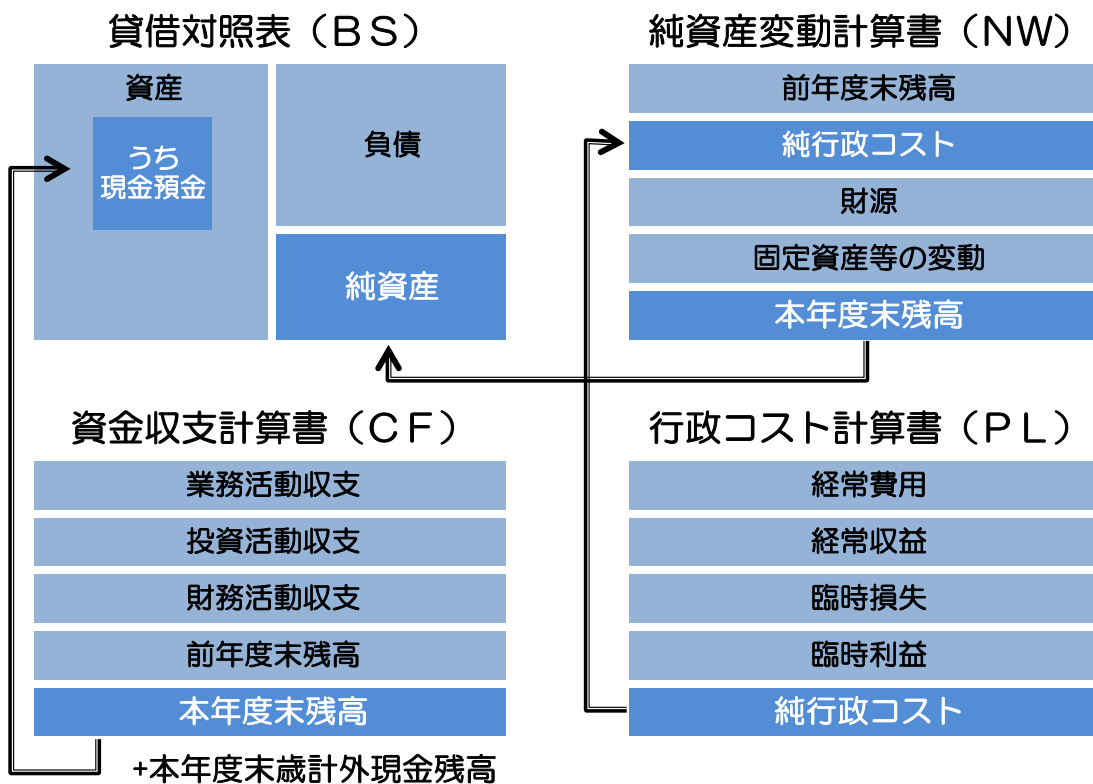 貸借対照表（ＢＳ）
資産
うち
現金預金
負債
純資産
純資産変動計算書（ＮＷ）
前年度末残高
純行政コスト
財源
固定資産等の変動
本年度末残高
資金収支計算書（ＣＦ）
業務活動収支
投資活動収支
財務活動収支
前年度末残高
本年度末残高
+本年度末歳計外現金残高
行政コスト計算書（ＰＬ）
経常費用
経常収益
臨時損失
臨時利益
純行政コスト